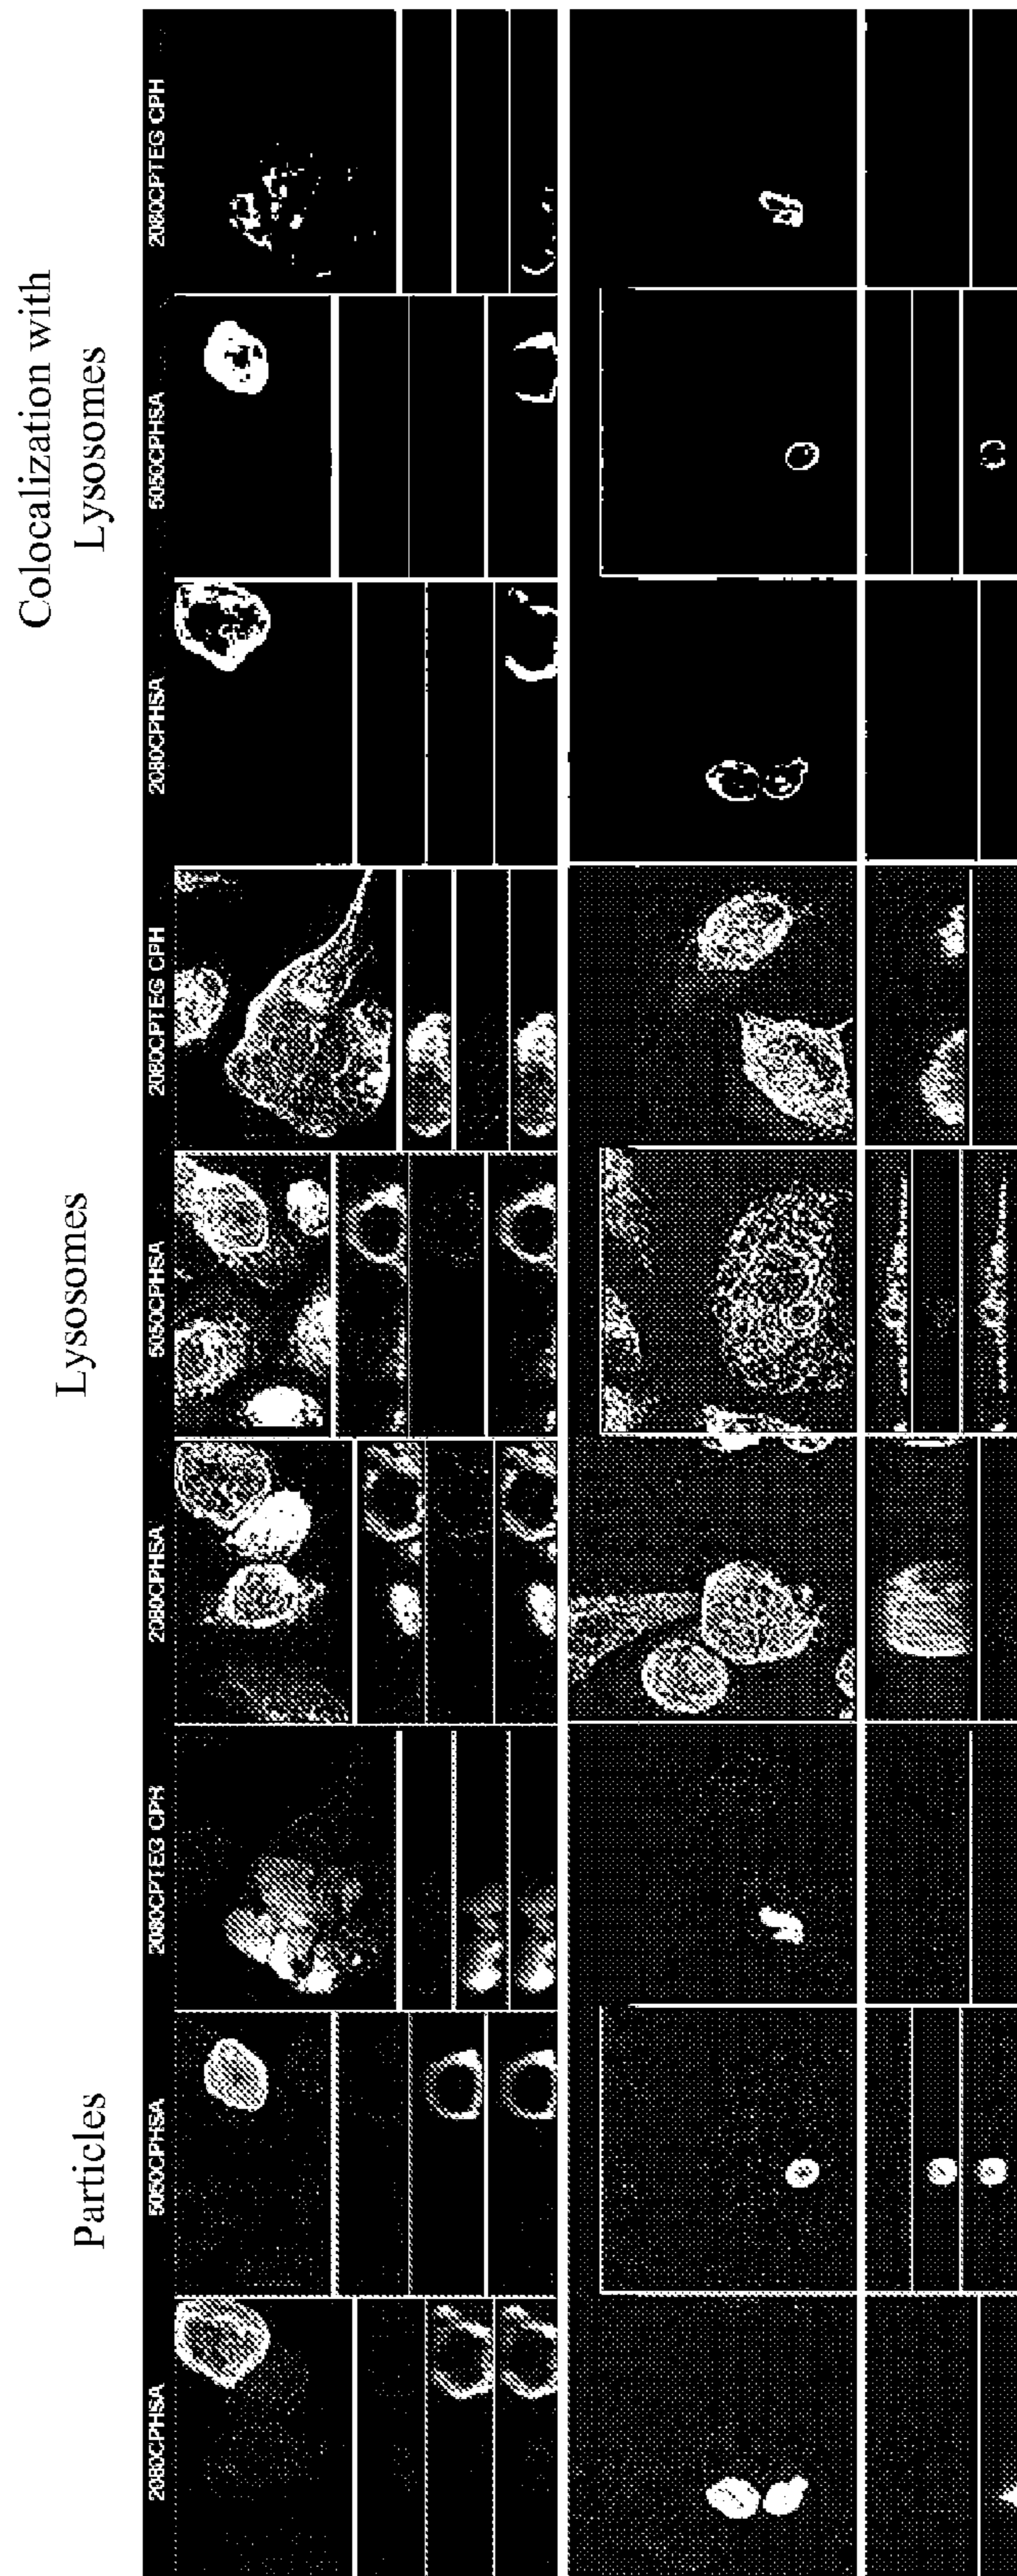 Particles
Lysosomes
Colocalization with
Lysosomes
2080CPHSA
5050CPHSA
2080CPTEG CPH
2080CPHSA
5050CPHSA
2080CPTEG CPH
2080CPHSA
5050CPHSA
2080CPTEG CPH